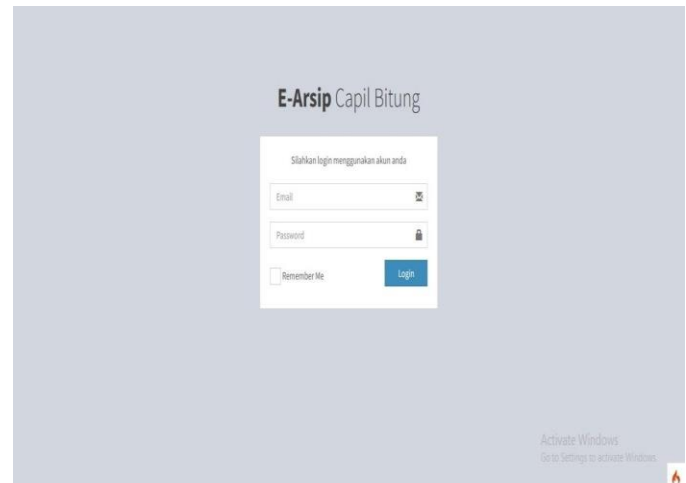 E-Arsip Capil Bitung
Silahkan login menggunakan akun anda
Email
Password
Remember Me
Login
Activate Windows
Go to Settings to activate Windows.